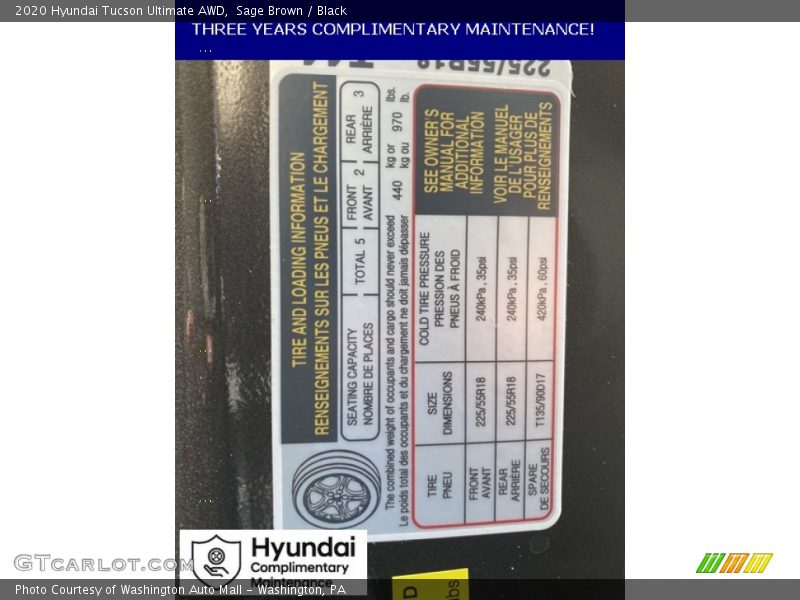 2020 Hyundai Tucson Ultimate AWD,  Sage Brown / Black
THREE YEARS COMPLIMENTARY MAINTENANCE!
...
225/55R18
TIRE AND LOADING INFORMATION
RENSEIGNEMENTS SUR LES PNEUS ET LE CHARGEMENT
SEATING CAPACITY
NOMBRE DE PLACES
TOTAL 5
FRONT
AVANT
2
REAR
ARRIÈRE
3
The combined weight of occupants and cargo should never exceed 440 kg or 970 lbs.
Le poids total des occupants et du chargement ne doit jamais dépasser kg ou lb.
TIRE
PNEU
SIZE
DIMENSIONS
COLD TIRE PRESSURE
PRESSION DES
PNEUS À FROID
SEE OWNER'S
MANUAL FOR
ADDITIONAL
INFORMATION
VOIR LE MANUEL
DE L'USAGER
POUR PLUS DE
RENSEIGNEMENTS
FRONT
AVANT
225/55R18
240kPa , 35psi
REAR
ARRIÈRE
225/55R18
240kPa , 35psi
SPARE
DE SECOURS
T135/90D17
420kPa , 60psi
Hyundai
Complimentary
Maintenance
GTcarlot.com
Photo Courtesy of Washington Auto Mall - Washington, PA